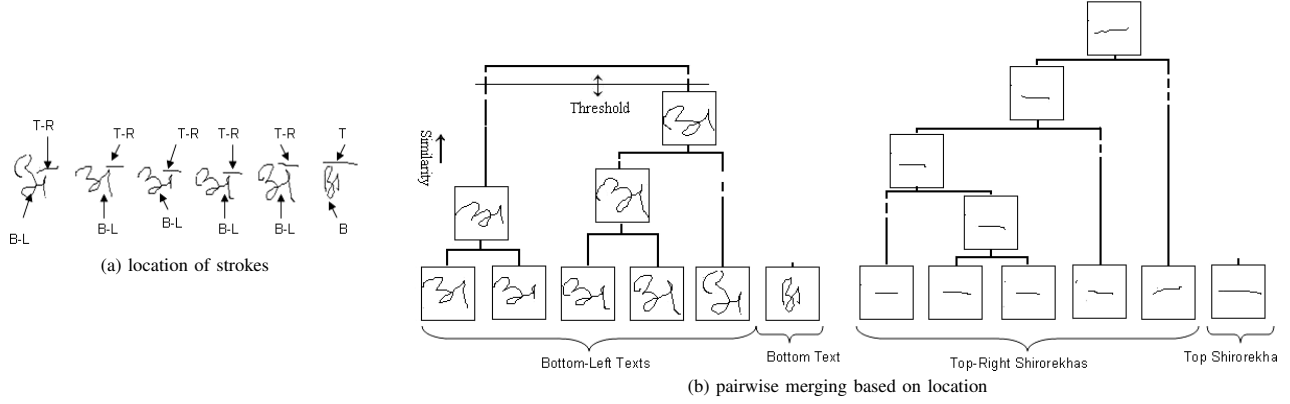 T-R T-R T-R T-R T-R T
B-L B-L B-L B-L B-L B
(a) location of strokes
Similarity
Threshold
Bottom-Left Texts
Bottom Text
Top-Right Shirorekhas
Top Shirorekha
(b) pairwise merging based on location